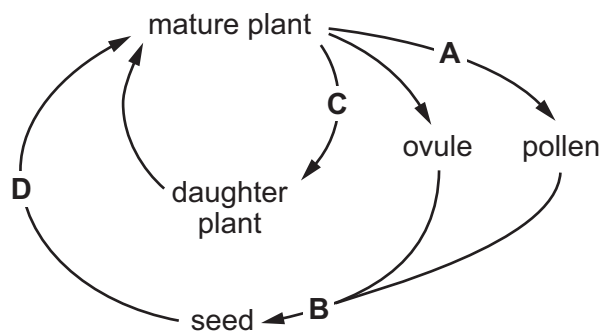 mature plant
A
C
ovule
pollen
D
daughter
plant
B
seed